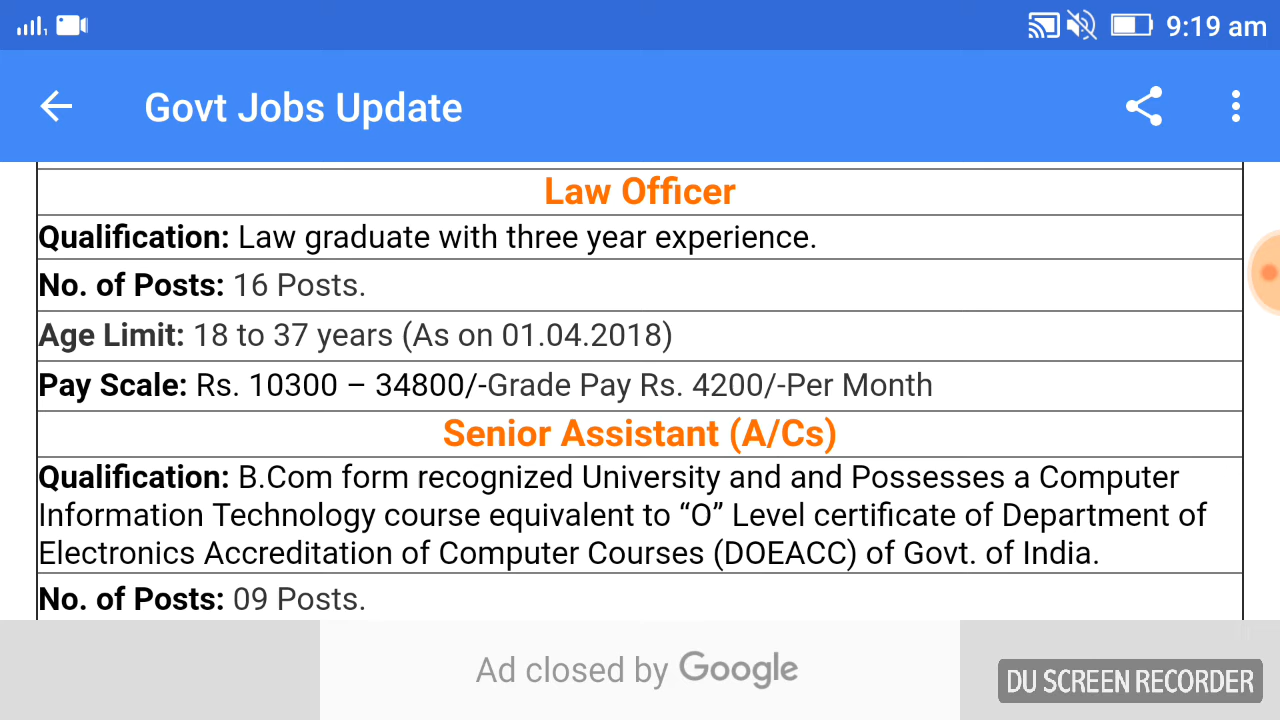 9:19 am
Govt Jobs Update
Law Officer
Qualification: Law graduate with three year experience.
No. of Posts: 16 Posts.
Age Limit: 18 to 37 years (As on 01.04.2018)
Pay Scale: Rs. 10300 – 34800/-Grade Pay Rs. 4200/-Per Month
Senior Assistant (A/Cs)
Qualification: B.Com form recognized University and and Possesses a Computer
Information Technology course equivalent to “O” Level certificate of Department of
Electronics Accreditation of Computer Courses (DOEACC) of Govt. of India.
No. of Posts: 09 Posts.
Ad closed by Google
DU SCREEN RECORDER